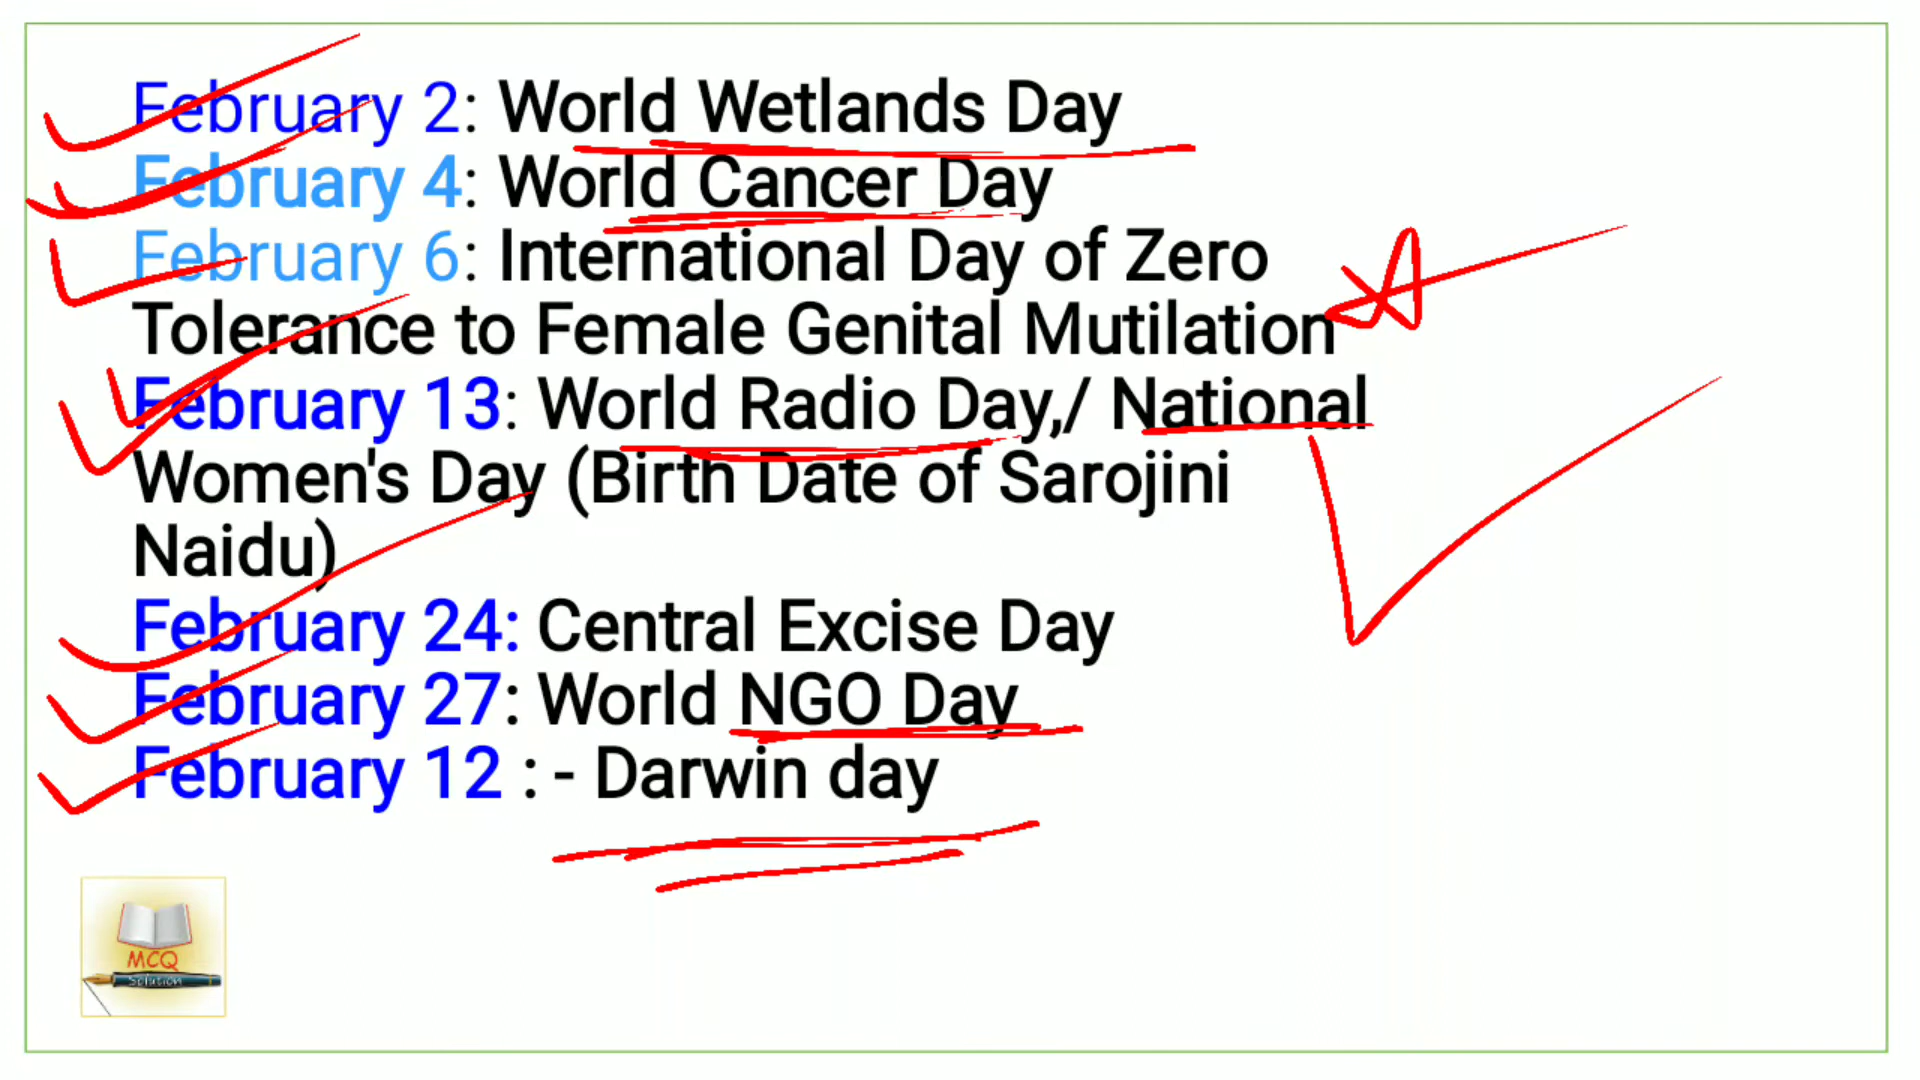 February 2: World Wetlands Day
February 4: World Cancer Day
February 6: International Day of Zero
Tolerance to Female Genital Mutilation
February 13: World Radio Day,/ National
Women's Day (Birth Date of Sarojini
Naidu)
February 24: Central Excise Day
February 27: World NGO Day
February 12 : - Darwin day
MCQ
Solution